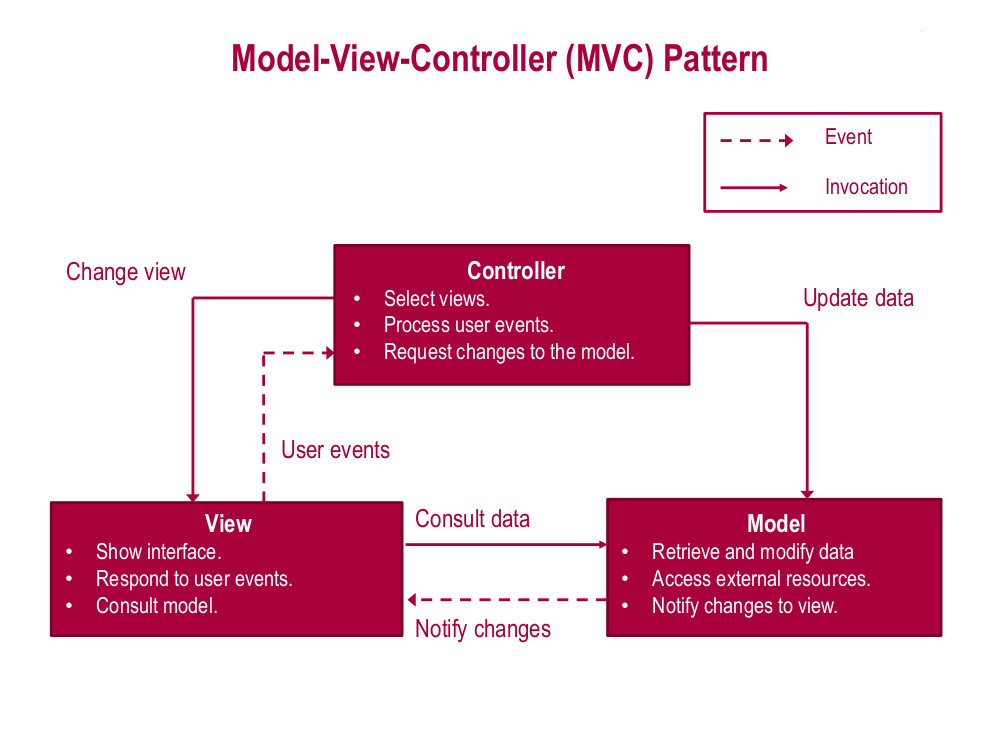 Model-View-Controller (MVC) Pattern
Event
Invocation
Change view
Controller
• Select views.
• Process user events.
• Request changes to the model.
Update data
User events
View
• Show interface.
• Respond to user events.
• Consult model.
Consult data
Notify changes
Model
• Retrieve and modify data
• Access external resources.
• Notify changes to view.